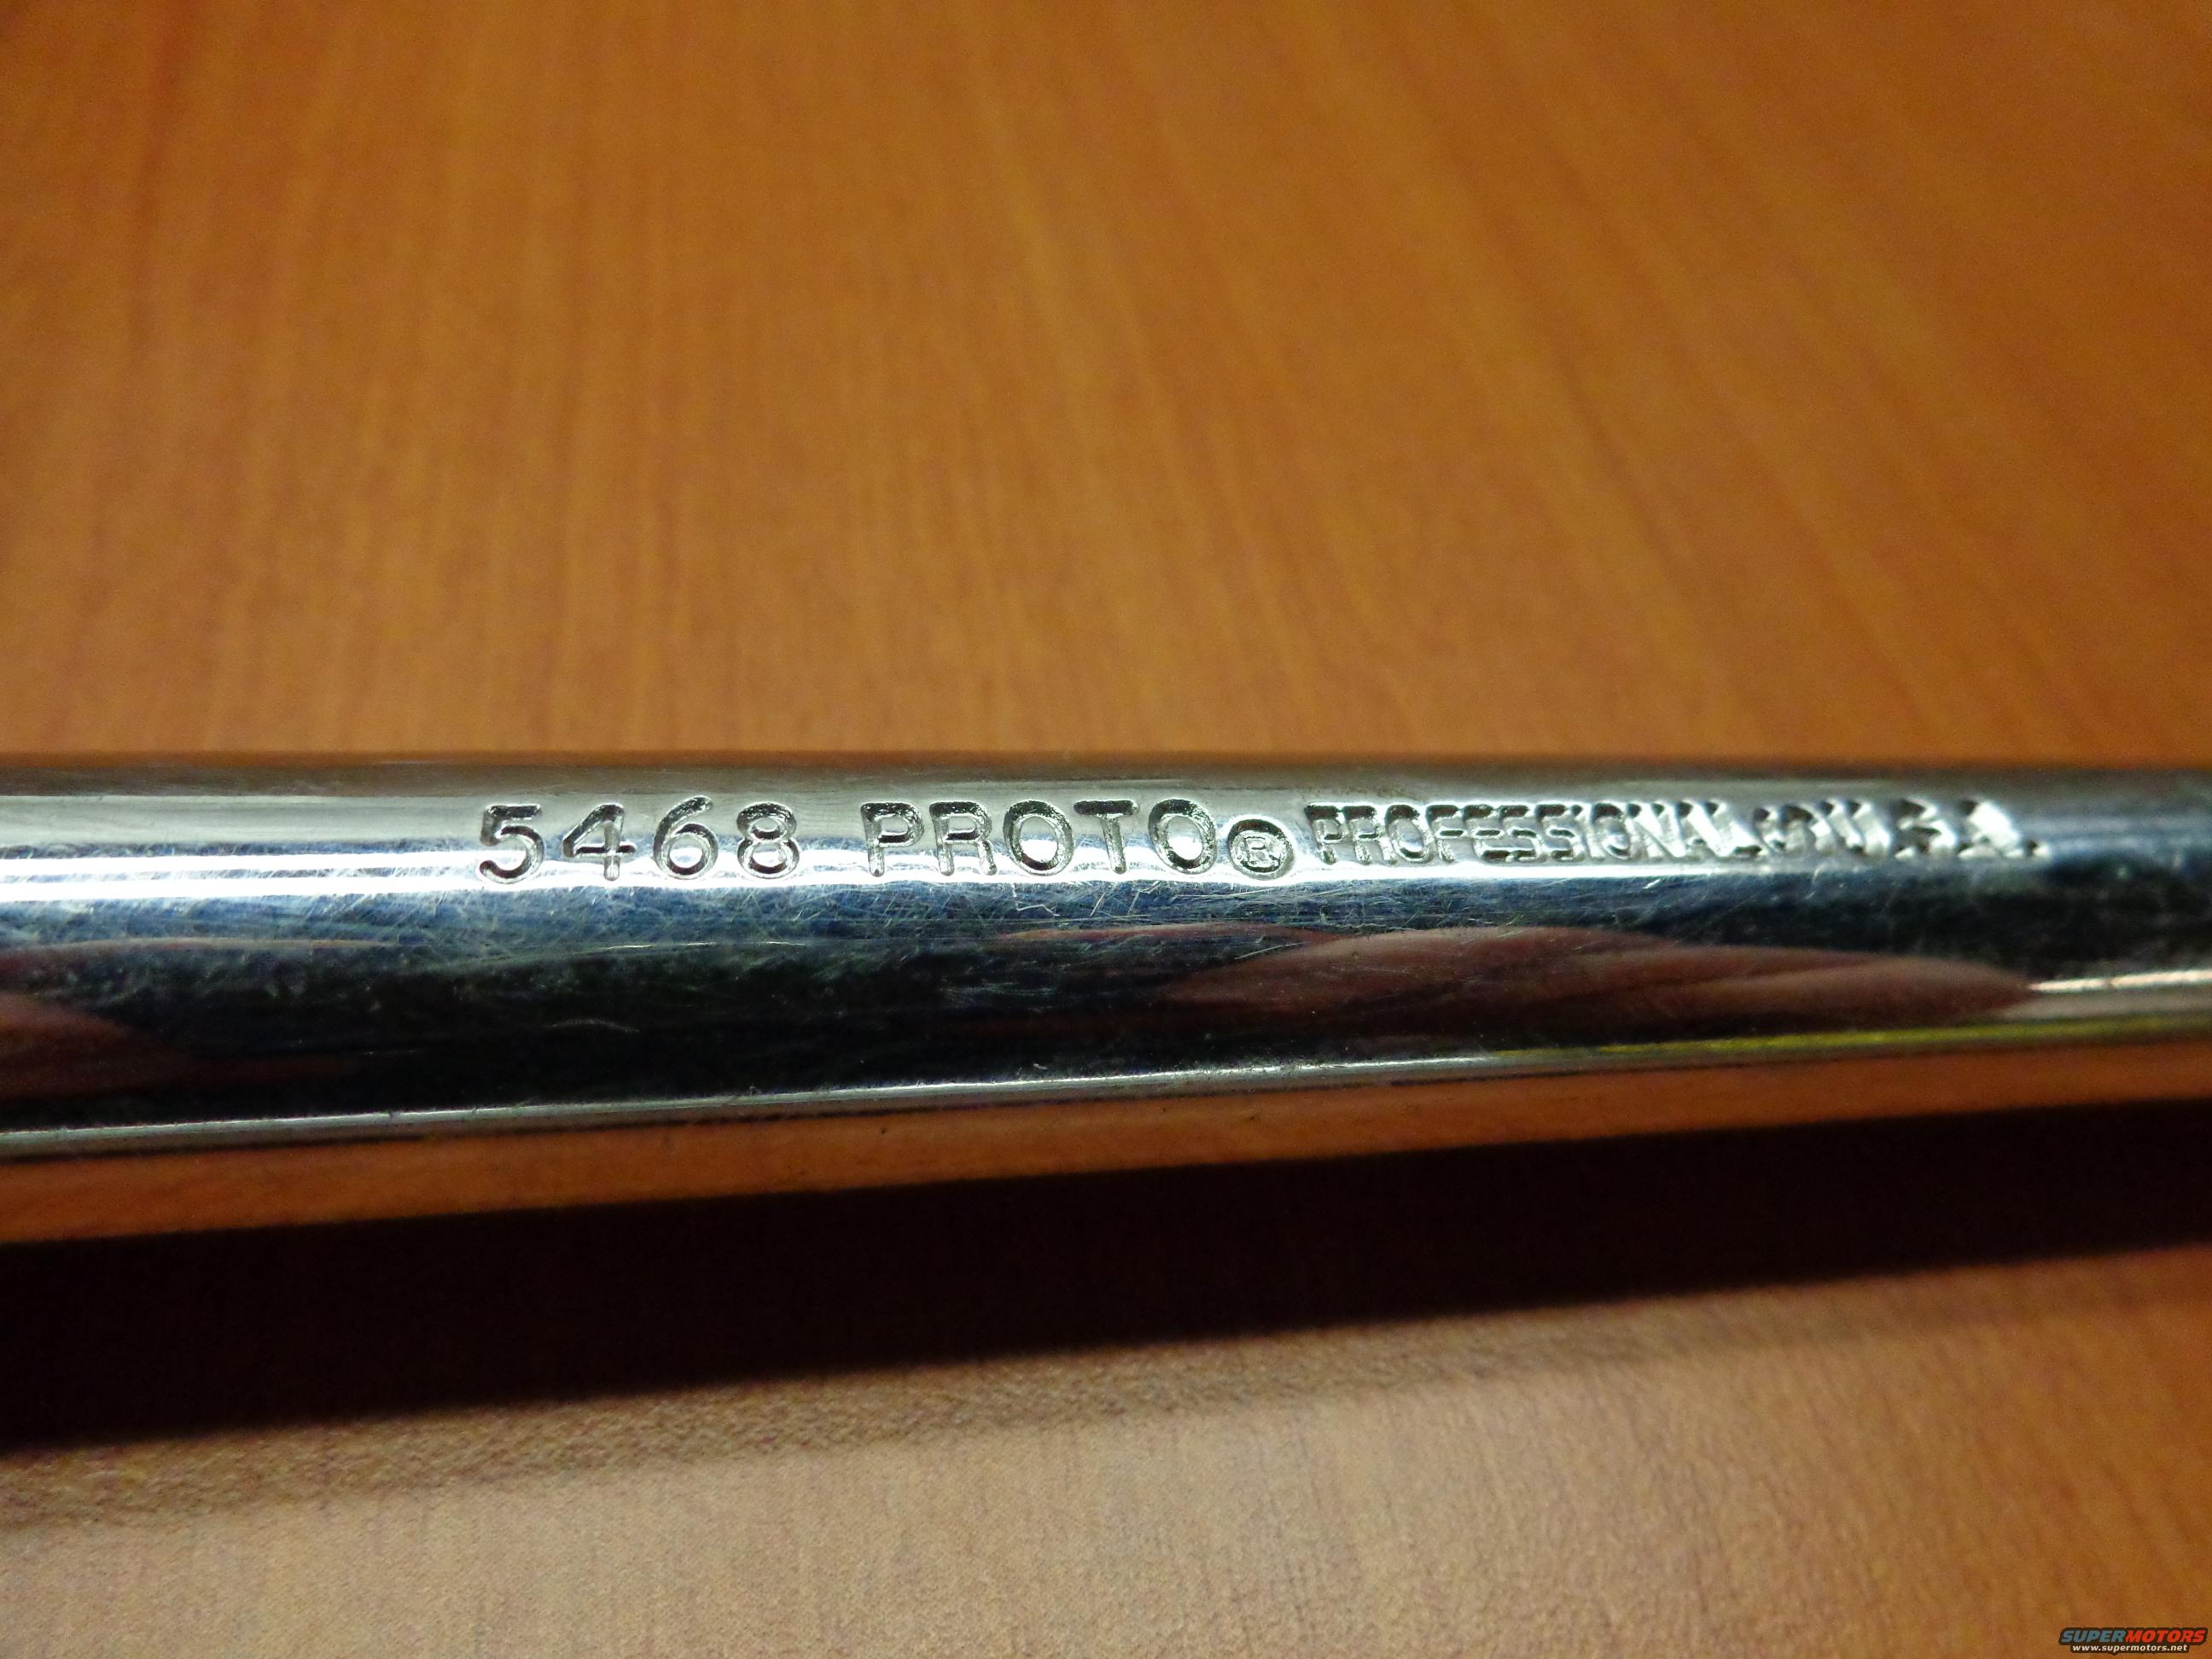 5468 PROTO® PROFESSIONAL U.S.A.
SUPERMOTORS
www.supermotors.net